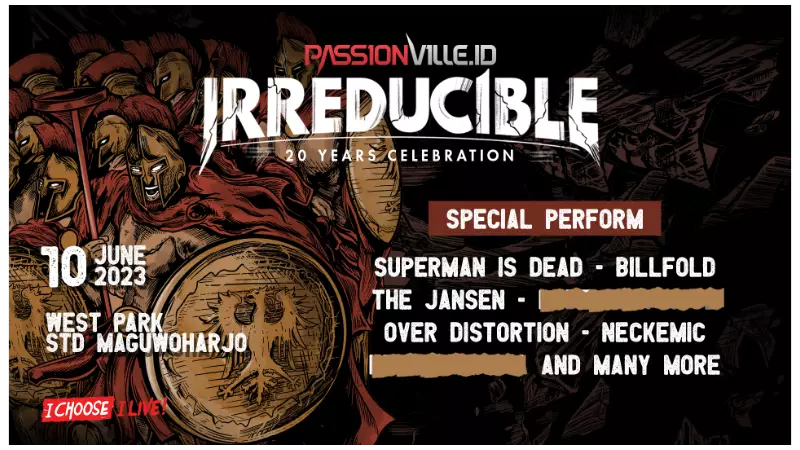 PASSIONVILLE.ID
IRREDUCIBLE
20 YEARS CELEBRATION
SPECIAL PERFORM
10 JUNE
2023
SUPERMAN IS DEAD - BILLFOLD
THE JANSEN -
WEST PARK
STD MAGUWOHARJO
OVER DISTORTION - NECKEMIC
AND MANY MORE
I CHOOSE I LIVE!